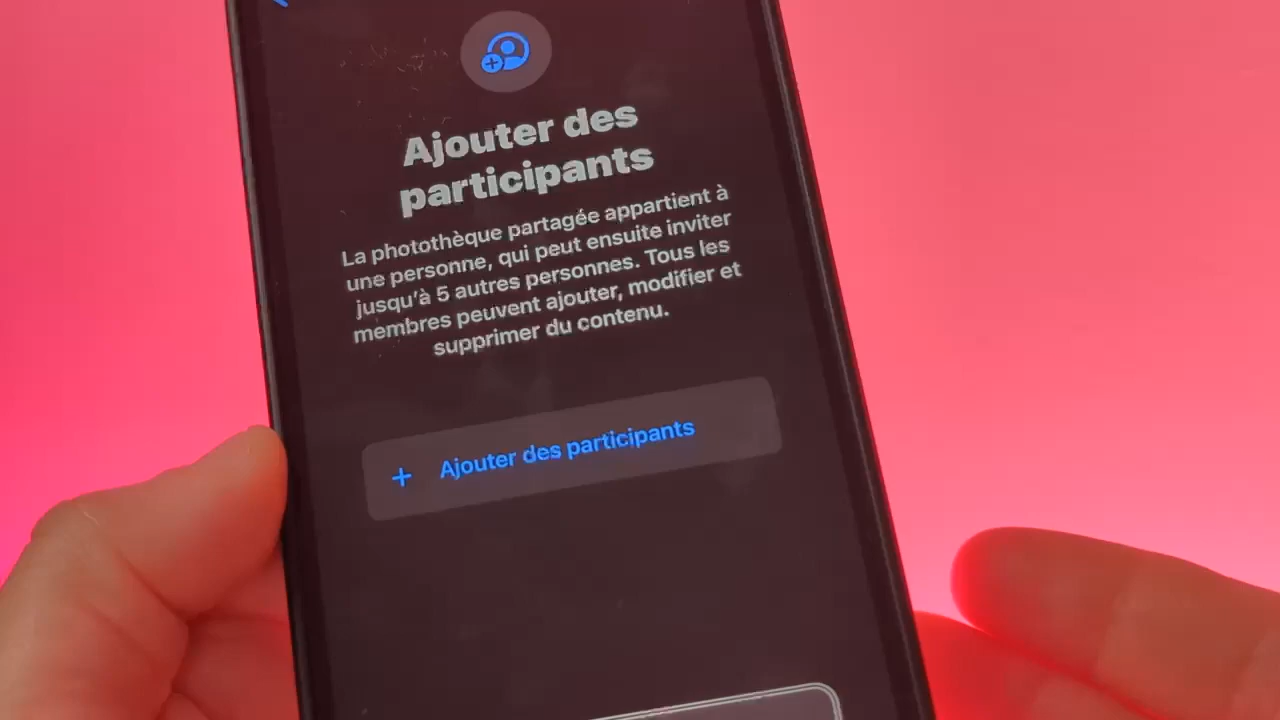 Ajouter des
participants
La photothèque partagée appartient à
une personne, qui peut ensuite inviter
jusqu'à 5 autres personnes. Tous les
membres peuvent ajouter, modifier et
supprimer du contenu.
+ Ajouter des participants